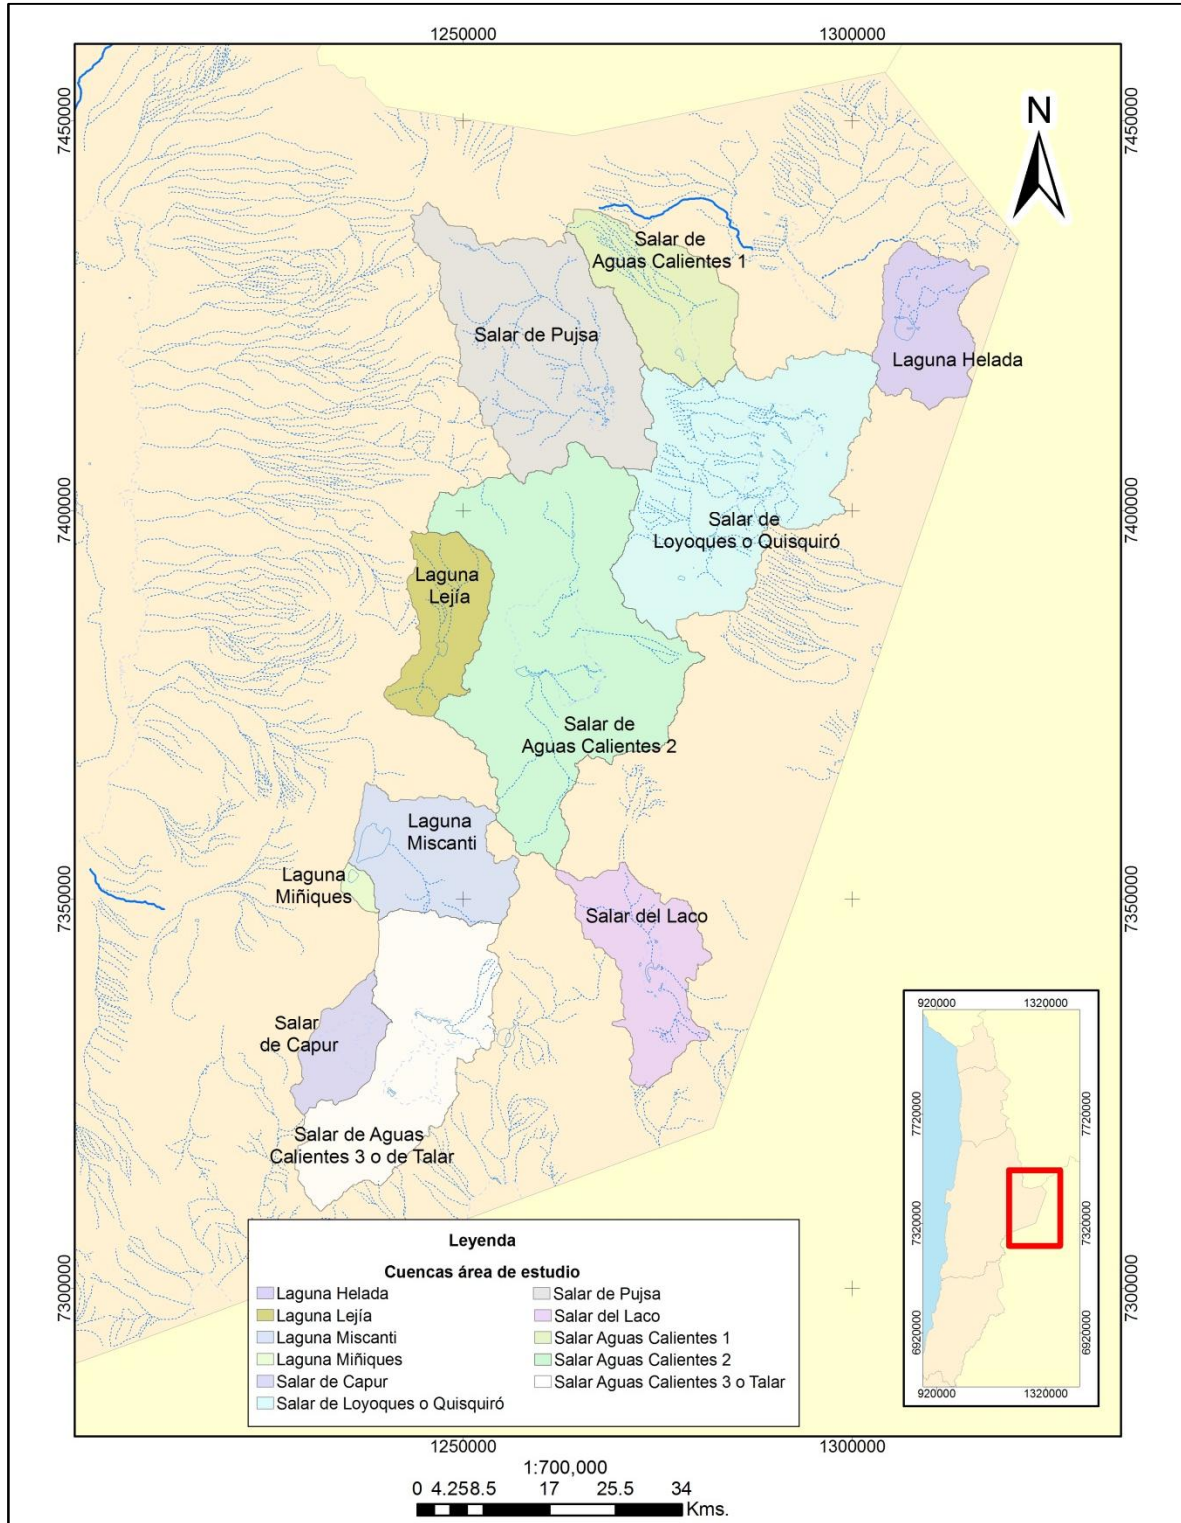 1250000
1300000
7450000
7450000
N
Salar de
Aguas Calientes 1
Salar de Pujsa
Laguna Helada
7400000
7400000
Salar de
Loyoques o Quisquiró
Laguna
Lejía
Salar de
Aguas Calientes 2
Laguna
Miscanti
Laguna
Miñiques
7350000
7350000
Salar del Laco
Salar
de Capur
Salar de Aguas
Calientes 3 o de Talar
920000
1320000
7720000
7720000
7320000
7320000
6920000
6920000
920000
1320000
7300000
7300000
Leyenda
Cuencas área de estudio
Laguna Helada
Laguna Lejía
Laguna Miscanti
Laguna Miñiques
Salar de Capur
Salar de Loyoques o Quisquiró
Salar de Pujsa
Salar del Laco
Salar Aguas Calientes 1
Salar Aguas Calientes 2
Salar Aguas Calientes 3 o Talar
1250000
1300000
1:700,000
0 4.258.5 17 25.5 34
Kms.